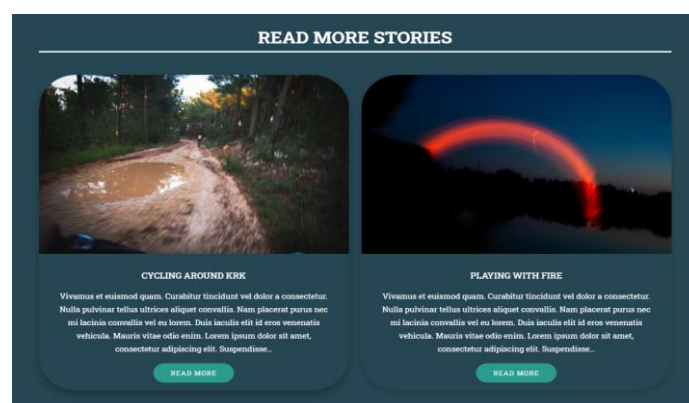 READ MORE STORIES
CYCLING AROUND KRK
Vivamus et euismod quam. Curabitur tincidunt vel dolor a consectetur.
Nulla pulvinar tellus ultrices aliquet convallis. Nam placerat purus nec
mi lacinia convallis vel eu lorem. Duis iaculis elit id eros venenatis
vehicula. Mauris vitae odio enim. Lorem ipsum dolor sit amet,
consectetur adipiscing elit. Suspendisse...
READ MORE
PLAYING WITH FIRE
Vivamus et euismod quam. Curabitur tincidunt vel dolor a consectetur.
Nulla pulvinar tellus ultrices aliquet convallis. Nam placerat purus nec
mi lacinia convallis vel eu lorem. Duis iaculis elit id eros venenatis
vehicula. Mauris vitae odio enim. Lorem ipsum dolor sit amet,
consectetur adipiscing elit. Suspendisse...
READ MORE